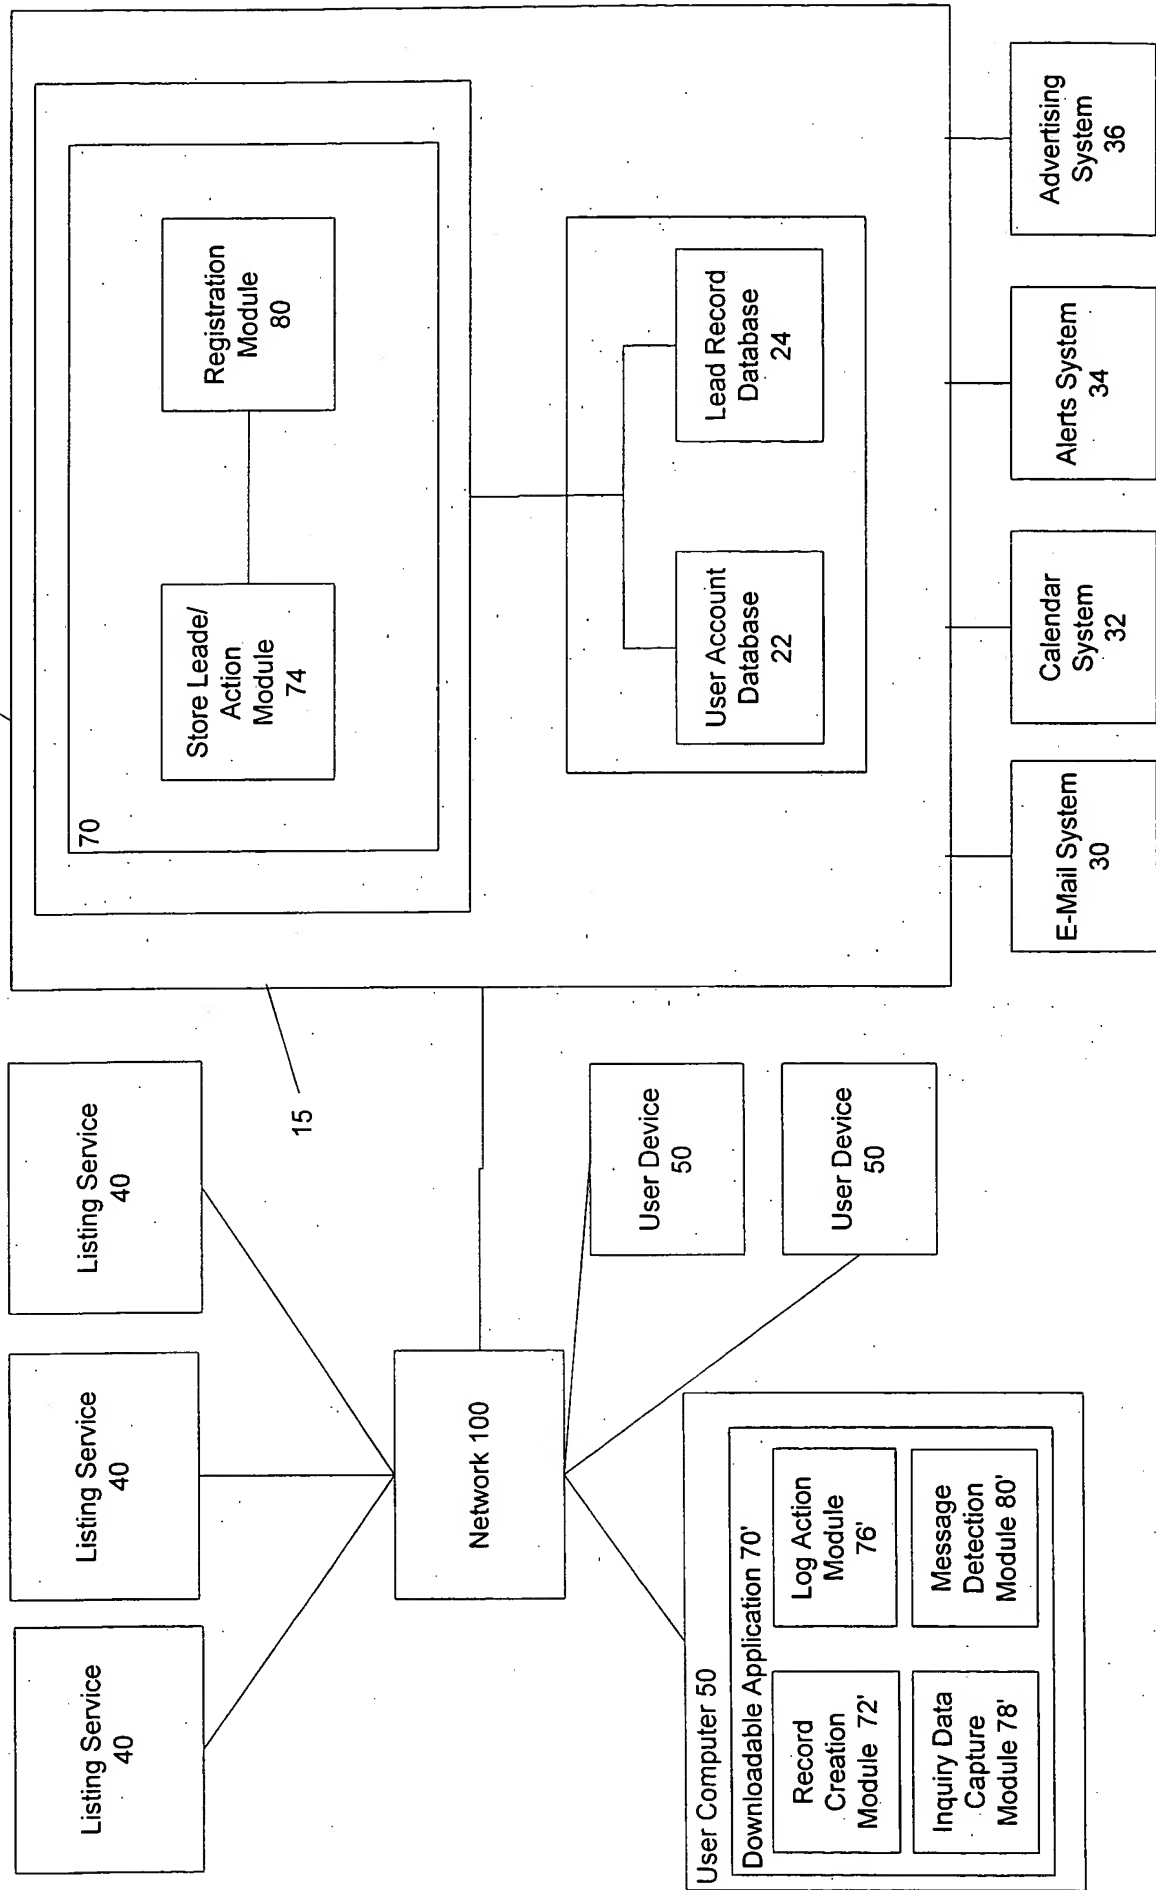 Listing Service
40
Listing Service
40
Listing Service
40
15
70
Store Leade/
Action
Module
74
Registration
Module
80
User Account
Database
22
Lead Record
Database
24
Network 100
User Device
50
User Device
50
User Computer 50
Downloadable Application 70'
Record
Creation
Module 72'
Log Action
Module
76'
Inquiry Data
Capture
Module 78'
Message
Detection
Module 80'
E-Mail System
30
Calendar
System
32
Alerts System
34
Advertising
System
36